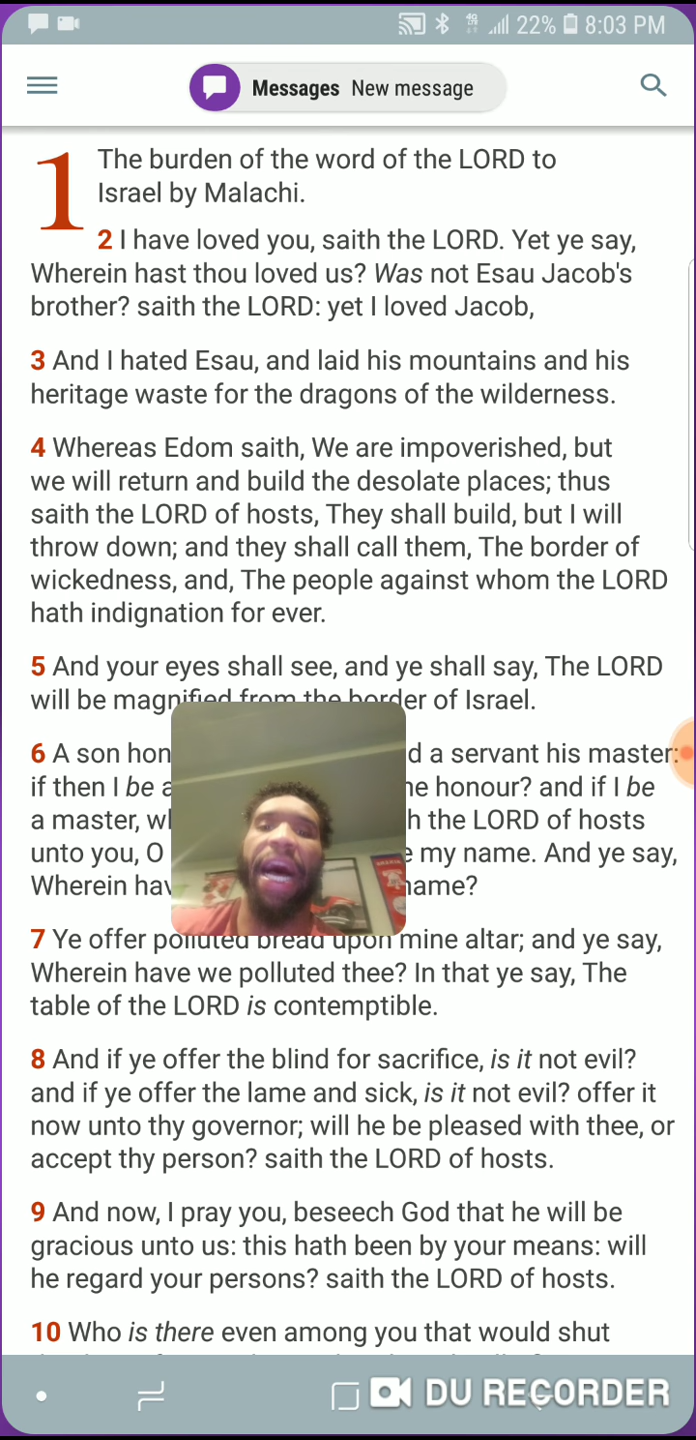 22% 8:03 PM
Messages New message
1 The burden of the word of the LORD to
Israel by Malachi.
2 I have loved you, saith the LORD. Yet ye say,
Wherein hast thou loved us? Was not Esau Jacob's
brother? saith the LORD: yet I loved Jacob,
3 And I hated Esau, and laid his mountains and his
heritage waste for the dragons of the wilderness.
4 Whereas Edom saith, We are impoverished, but
we will return and build the desolate places; thus
saith the LORD of hosts, They shall build, but I will
throw down; and they shall call them, The border of
wickedness, and, The people against whom the LORD
hath indignation for ever.
5 And your eyes shall see, and ye shall say, The LORD
will be magnified from the border of Israel.
6 A son hon d a servant his master:
if then I be a e honour? and if I be
a master, wh h the LORD of hosts
unto you, O e my name. And ye say,
Wherein hav name?
7 Ye offer polluted bread upon mine altar; and ye say,
Wherein have we polluted thee? In that ye say, The
table of the LORD is contemptible.
8 And if ye offer the blind for sacrifice, is it not evil?
and if ye offer the lame and sick, is it not evil? offer it
now unto thy governor; will he be pleased with thee, or
accept thy person? saith the LORD of hosts.
9 And now, I pray you, beseech God that he will be
gracious unto us: this hath been by your means: will
he regard your persons? saith the LORD of hosts.
10 Who is there even among you that would shut
DU RECORDER